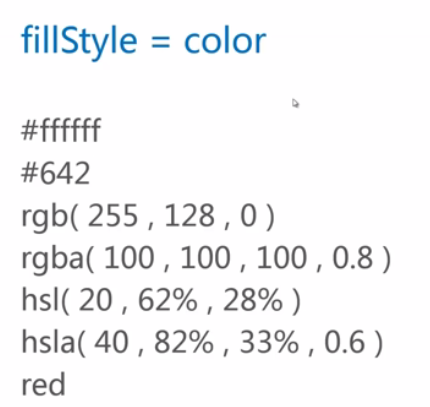 fillStyle = color
#ffffff
#642
rgb( 255 , 128 , 0 )
rgba( 100 , 100 , 100 , 0.8 )
hsl( 20 , 62% , 28% )
hsla( 40 , 82% , 33% , 0.6 )
red